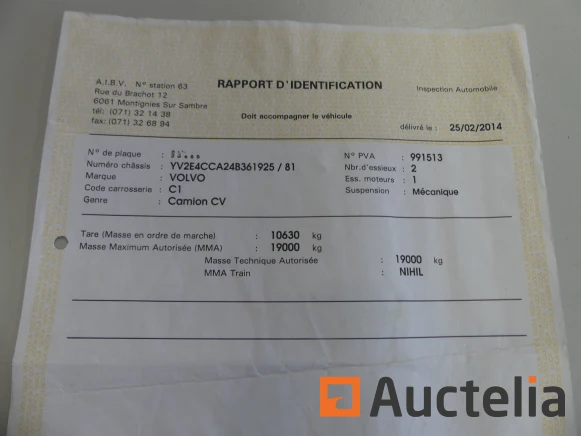 A.I.B.V. N° station 63
Rue du Brachot 12
6061 Montignies Sur Sambre
tél: (071) 32 14 38
fax: (071) 32 68 94
RAPPORT D'IDENTIFICATION
Doit accompagner le véhicule
Inspection Automobile
délivré le : 25/02/2014
N° de plaque :
Numéro châssis : YV2E4CCA24B361925 / 81
Marque : VOLVO
Code carrosserie : C1
Genre : Camion CV
N° PVA : 991513
Nbr.d'essieux : 2
Ess. moteurs : 1
Suspension : Mécanique
Tare (Masse en ordre de marche) : 10630 kg
Masse Maximum Autorisée (MMA) : 19000 kg
Masse Technique Autorisée : 19000 kg
MMA Train : NIHIL
Auctelia